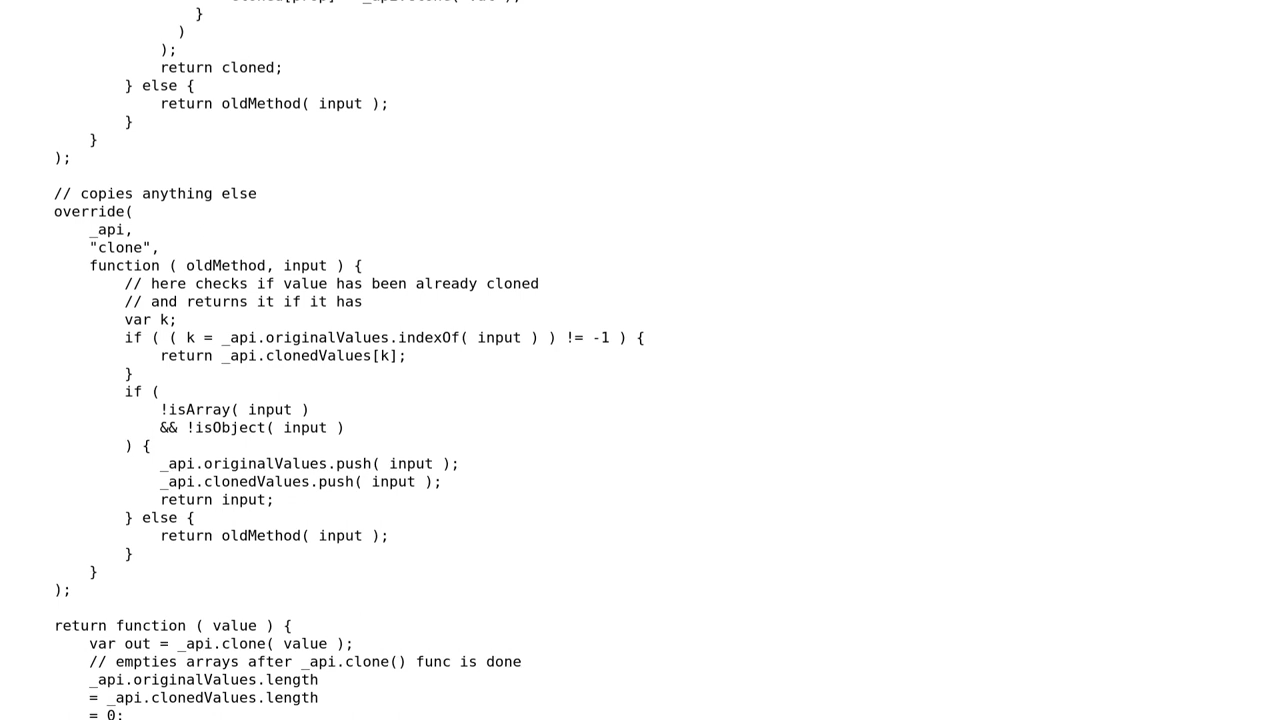 }
)
);
return cloned;
} else {
return oldMethod( input );
}
}
);
// copies anything else
override(
_api,
"clone",
function ( oldMethod, input ) {
// here checks if value has been already cloned
// and returns it if it has
var k;
if ( ( k = _api.originalValues.indexOf( input ) ) != -1 ) {
return _api.clonedValues[k];
}
if (
!isArray( input )
&& !isObject( input )
) {
_api.originalValues.push( input );
_api.clonedValues.push( input );
return input;
} else {
return oldMethod( input );
}
}
);
return function ( value ) {
var out = _api.clone( value );
// empties arrays after _api.clone() func is done
_api.originalValues.length
= _api.clonedValues.length
= 0;